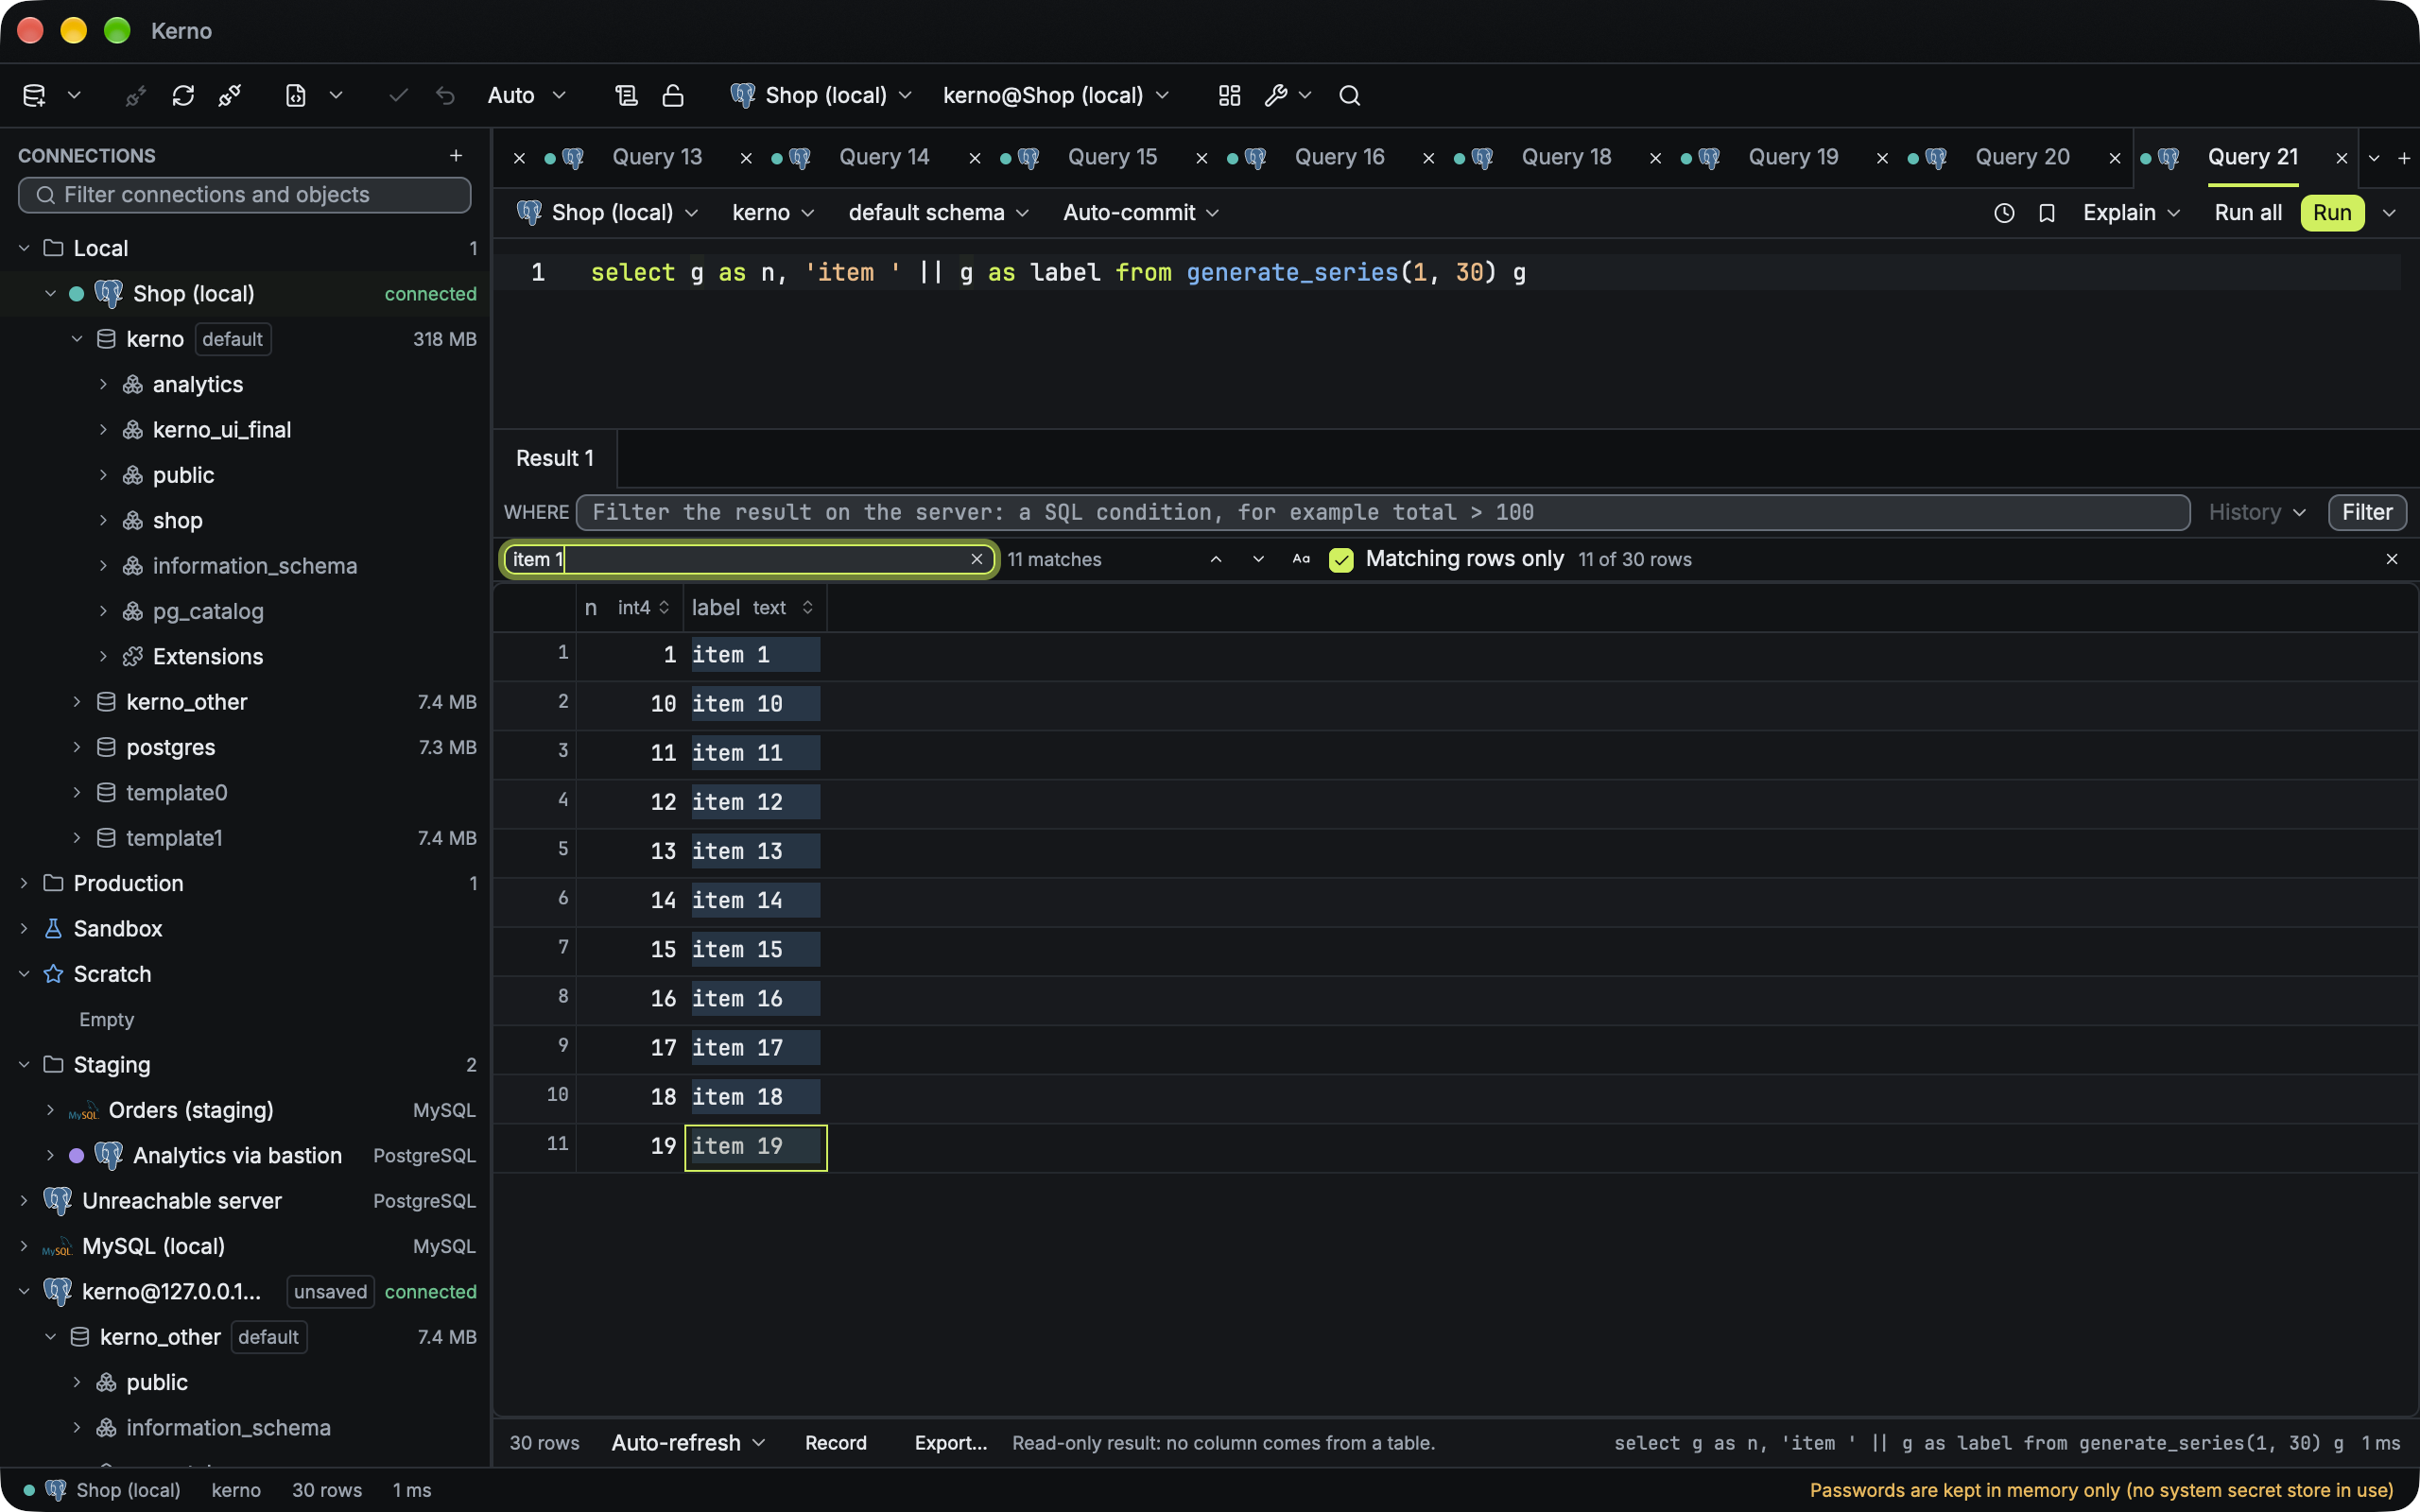 Kerno
Auto
Shop (local)
kerno@Shop (local)
CONNECTIONS
Filter connections and objects
Local 1
Shop (local) connected
kerno default 318 MB
analytics
kerno_ui_final
public
shop
information_schema
pg_catalog
Extensions
kerno_other 7.4 MB
postgres 7.3 MB
template0
template1 7.4 MB
Production 1
Sandbox
Scratch
Empty
Staging 2
MySQL Orders (staging) MySQL
Analytics via bastion PostgreSQL
Unreachable server PostgreSQL
MySQL MySQL (local) MySQL
kerno@127.0.0.1... unsaved connected
kerno_other default 7.4 MB
public
information_schema
Query 13 Query 14 Query 15 Query 16 Query 18 Query 19 Query 20 Query 21
Shop (local) kerno default schema Auto-commit Explain Run all Run
1 select g as n, 'item ' || g as label from generate_series(1, 30) g
Result 1
WHERE Filter the result on the server: a SQL condition, for example total > 100 History Filter
item 1 11 matches Aa Matching rows only 11 of 30 rows
n int4 label text
1 1 item 1
2 10 item 10
3 11 item 11
4 12 item 12
5 13 item 13
6 14 item 14
7 15 item 15
8 16 item 16
9 17 item 17
10 18 item 18
11 19 item 19
30 rows Auto-refresh Record Export... Read-only result: no column comes from a table. select g as n, 'item ' || g as label from generate_series(1, 30) g 1 ms
Shop (local) kerno 30 rows 1 ms Passwords are kept in memory only (no system secret store in use)